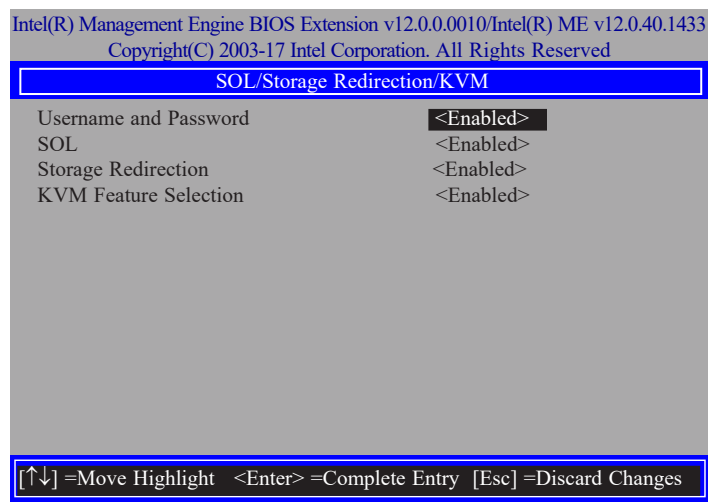 Intel(R) Management Engine BIOS Extension v12.0.0.0010/Intel(R) ME v12.0.40.1433
Copyright(C) 2003-17 Intel Corporation. All Rights Reserved
SOL/Storage Redirection/KVM
Username and Password <Enabled>
SOL <Enabled>
Storage Redirection <Enabled>
KVM Feature Selection <Enabled>
[↑↓] =Move Highlight <Enter> =Complete Entry [Esc] =Discard Changes